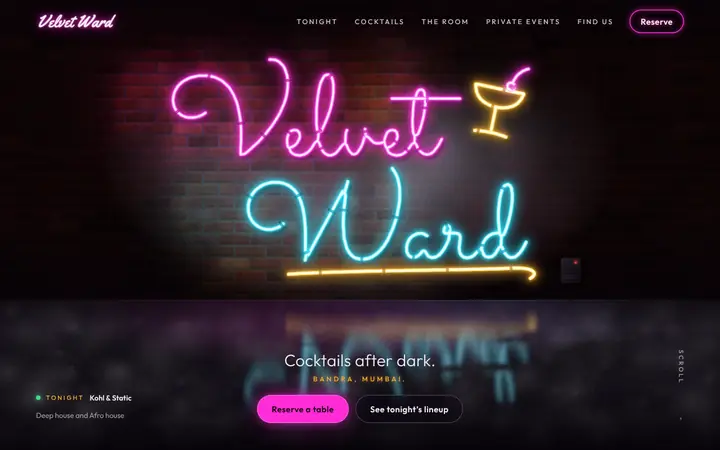 Velvet Ward
TONIGHT COCKTAILS THE ROOM PRIVATE EVENTS FIND US Reserve
Velvet
Ward
Cocktails after dark.
BANDRA, MUMBAI.
Reserve a table See tonight's lineup
TONIGHT Kohl & Static
Deep house and Afro house
SCROLL